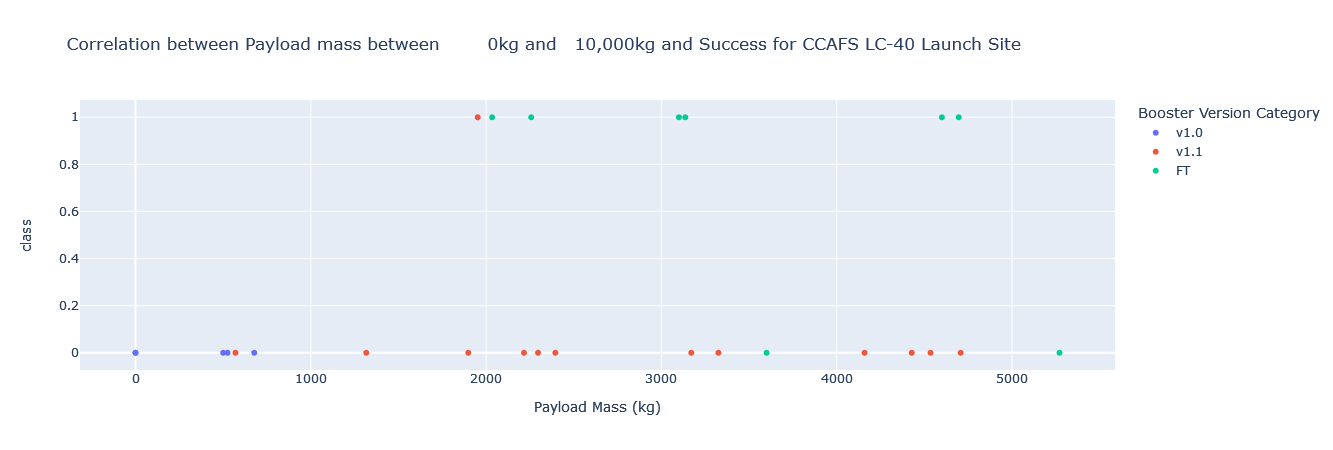 Correlation between Payload mass between 0kg and 10,000kg and Success for CCAFS LC-40 Launch Site
Booster Version Category
v1.0
v1.1
FT
class
1
0.8
0.6
0.4
0.2
0
0 1000 2000 3000 4000 5000
Payload Mass (kg)